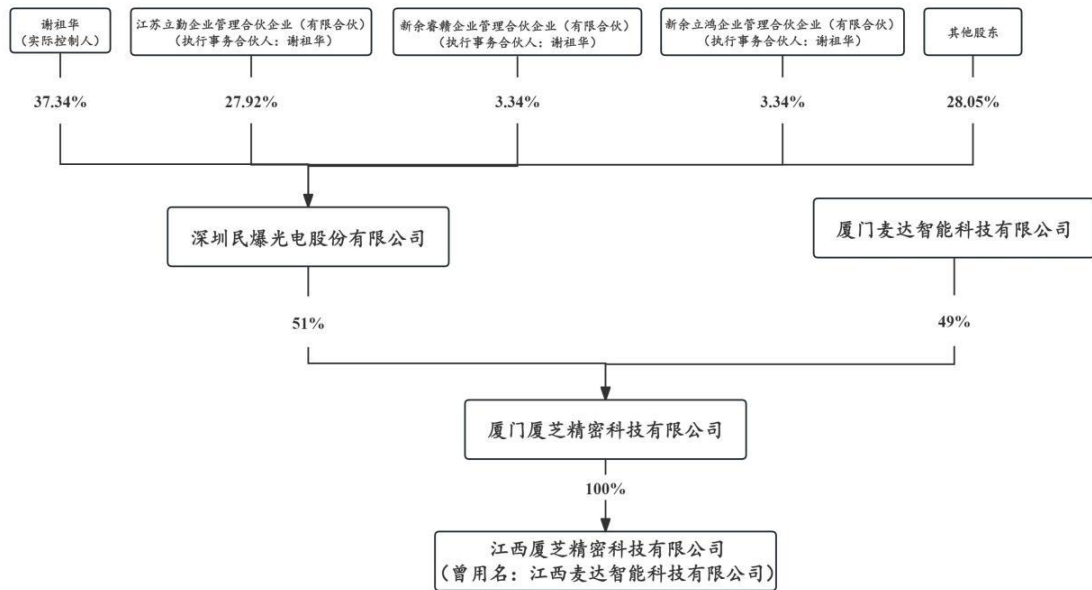 谢祖华
（实际控制人）
江苏立勤企业管理合伙企业（有限合伙）
（执行事务合伙人：谢祖华）
新余睿赣企业管理合伙企业（有限合伙）
（执行事务合伙人：谢祖华）
新余立鸿企业管理合伙企业（有限合伙）
（执行事务合伙人：谢祖华）
其他股东
37.34%
27.92%
3.34%
3.34%
28.05%
深圳民爆光电股份有限公司
厦门麦达智能科技有限公司
51%
49%
厦门厦芝精密科技有限公司
100%
江西厦芝精密科技有限公司
（曾用名：江西麦达智能科技有限公司）